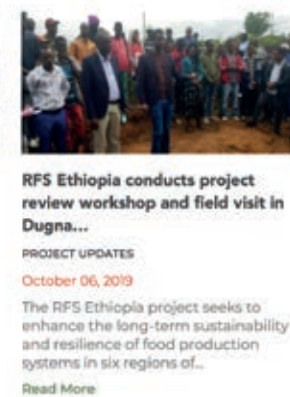 RFS Ethiopia conducts project
review workshop and field visit in
Dugna...
PROJECT UPDATES
October 06, 2019
The RFS Ethiopia project seeks to
enhance the long-term sustainability
and resilience of food production
systems in six regions of...
Read More